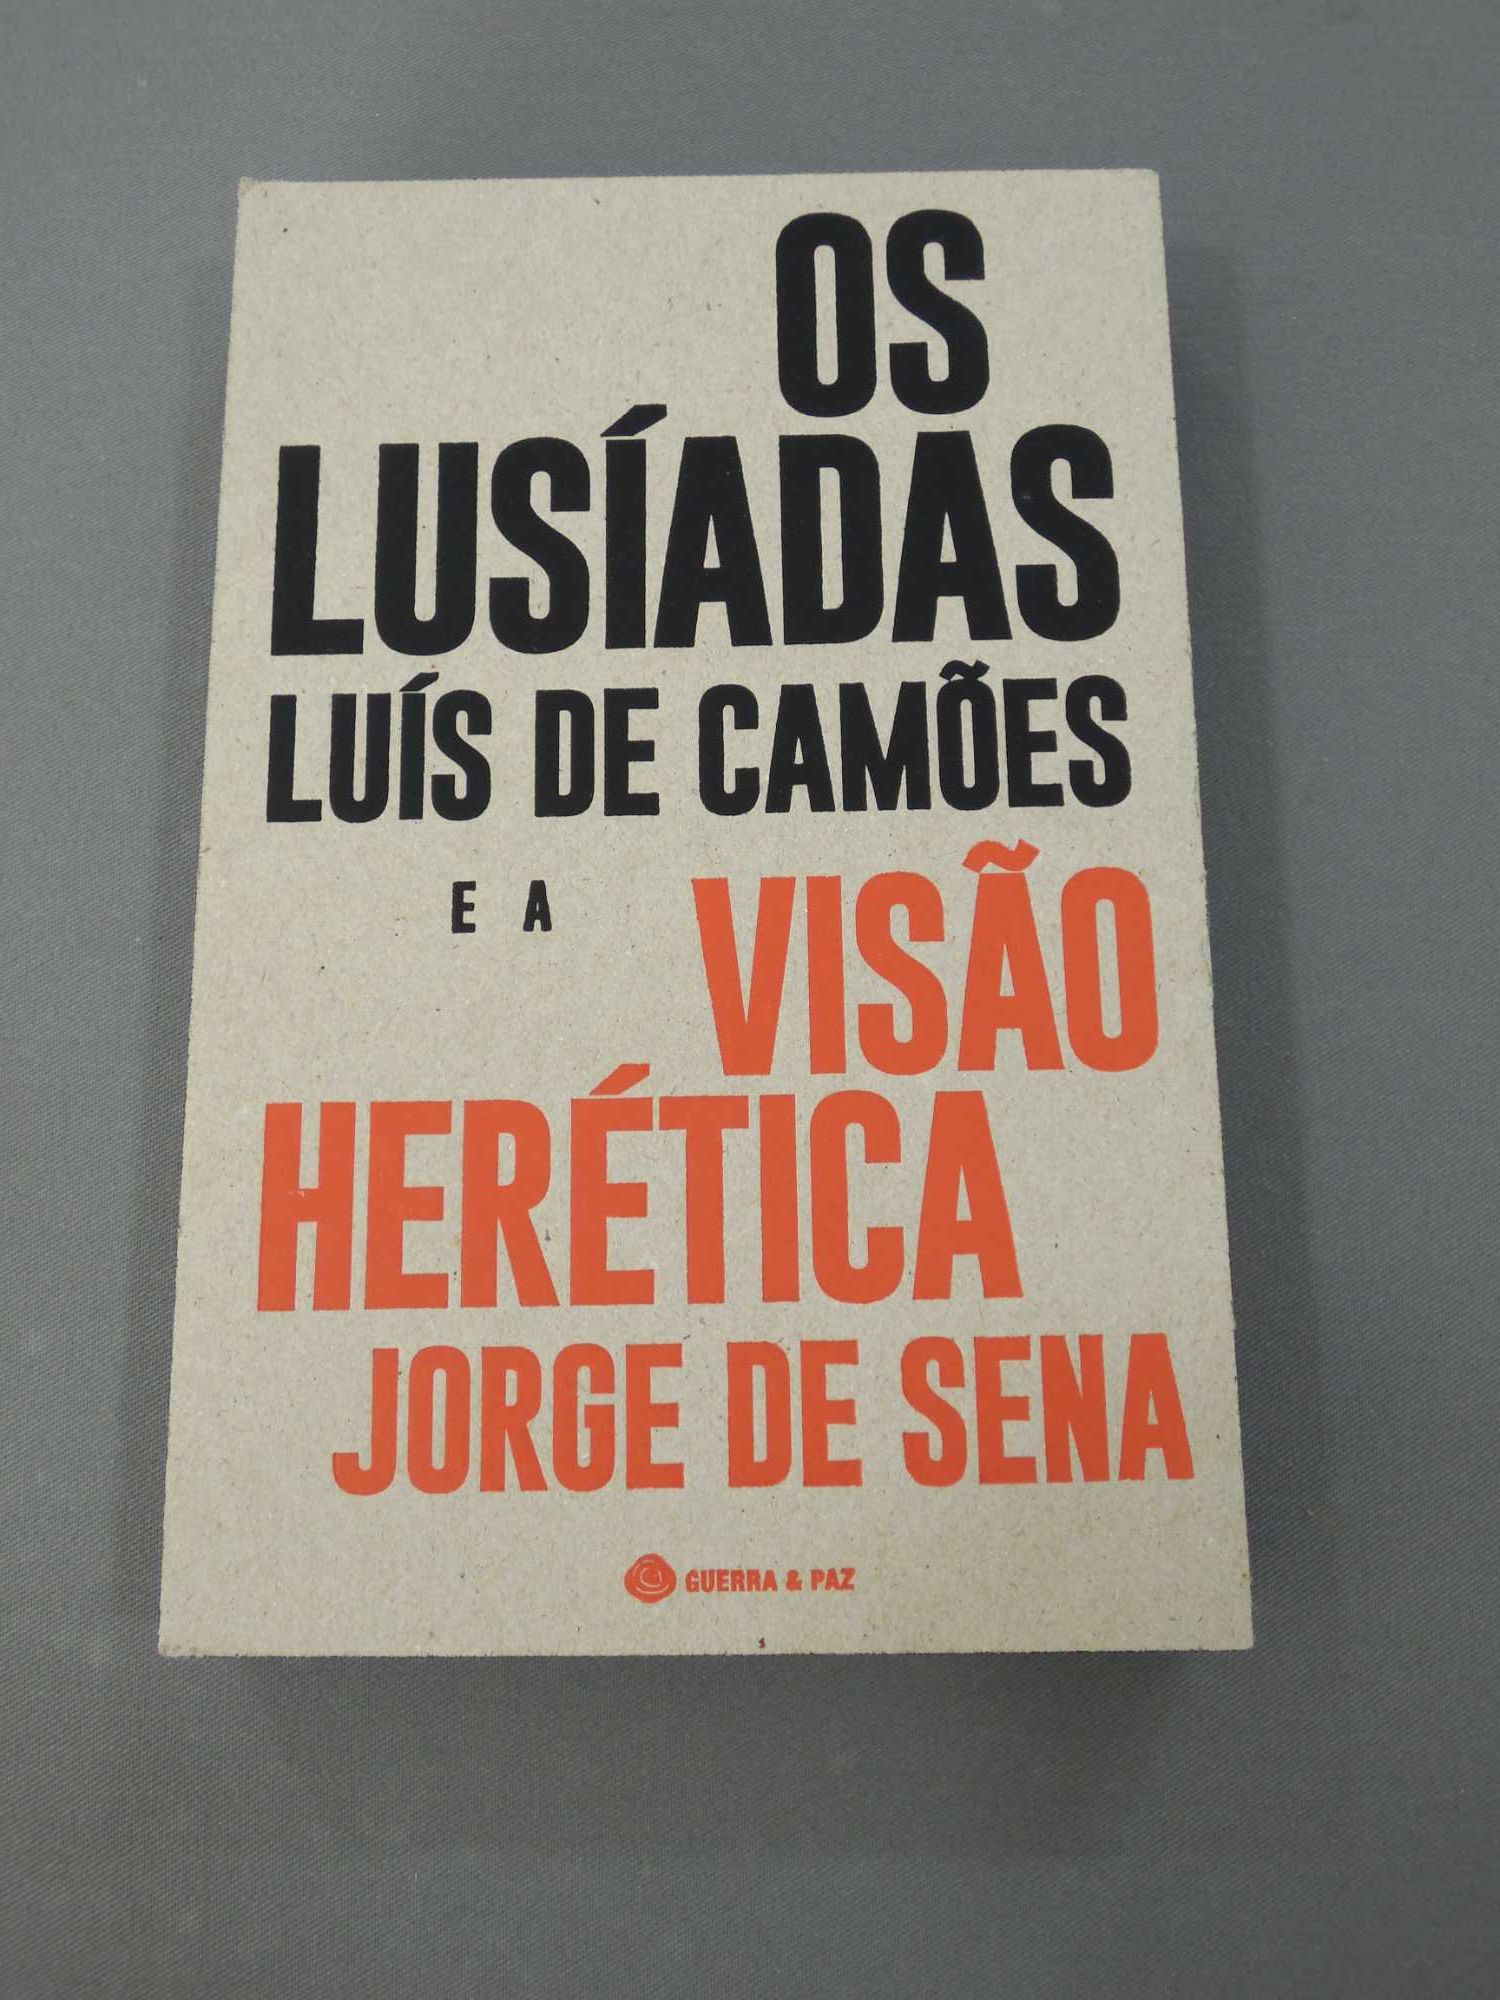 OS
LUSÍADAS
LUÍS DE CAMÕES
E A VISÃO
HERÉTICA
JORGE DE SENA
GUERRA & PAZ